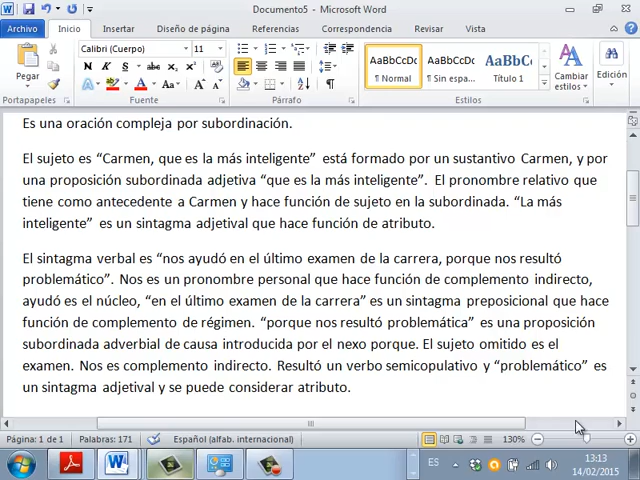 Documento5 - Microsoft Word
Archivo Inicio Insertar Diseño de página Referencias Correspondencia Revisar Vista
Calibri (Cuerpo) 11
Pegar
N K S abc x₂ x²
AaBbCcDc AaBbCcDc AaBbCc
¶ Normal ¶ Sin espa... Título 1
Cambiar estilos
Edición
Portapapeles Fuente Párrafo Estilos
Es una oración compleja por subordinación.
El sujeto es “Carmen, que es la más inteligente” está formado por un sustantivo Carmen, y por
una proposición subordinada adjetiva “que es la más inteligente”. El pronombre relativo que
tiene como antecedente a Carmen y hace función de sujeto en la subordinada. “La más
inteligente” es un sintagma adjetival que hace función de atributo.
El sintagma verbal es “nos ayudó en el último examen de la carrera, porque nos resultó
problemático”. Nos es un pronombre personal que hace función de complemento indirecto,
ayudó es el núcleo, “en el último examen de la carrera” es un sintagma preposicional que hace
función de complemento de régimen. “porque nos resultó problemática” es una proposición
subordinada adverbial de causa introducida por el nexo porque. El sujeto omitido es el
examen. Nos es complemento indirecto. Resultó un verbo semicopulativo y “problemático” es
un sintagma adjetival y se puede considerar atributo.
Página: 1 de 1 Palabras: 171 Español (alfab. internacional) 130%
ES 13:13
14/02/2015